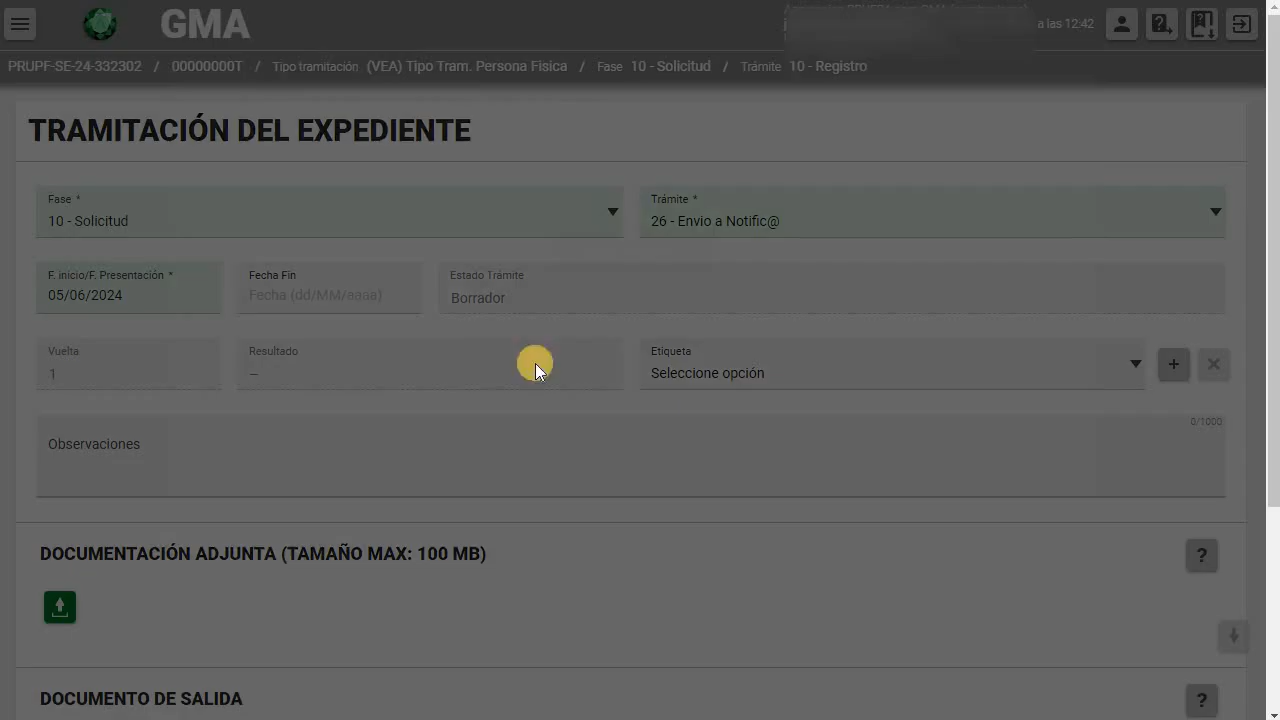 GMA
a las 12:42
PRUPF-SE-24-332302 / 00000000T / Tipo tramitación (VEA) Tipo Tram. Persona Fisica / Fase 10 - Solicitud / Trámite 10 - Registro
TRAMITACIÓN DEL EXPEDIENTE
Fase * Trámite *
10 - Solicitud 26 - Envio a Notific@
F. inicio/F. Presentación * Fecha Fin Estado Trámite
05/06/2024 Fecha (dd/MM/aaaa) Borrador
Vuelta Resultado Etiqueta
1 -- Seleccione opción
0/1000
Observaciones
DOCUMENTACIÓN ADJUNTA (TAMAÑO MAX: 100 MB) ?
DOCUMENTO DE SALIDA ?